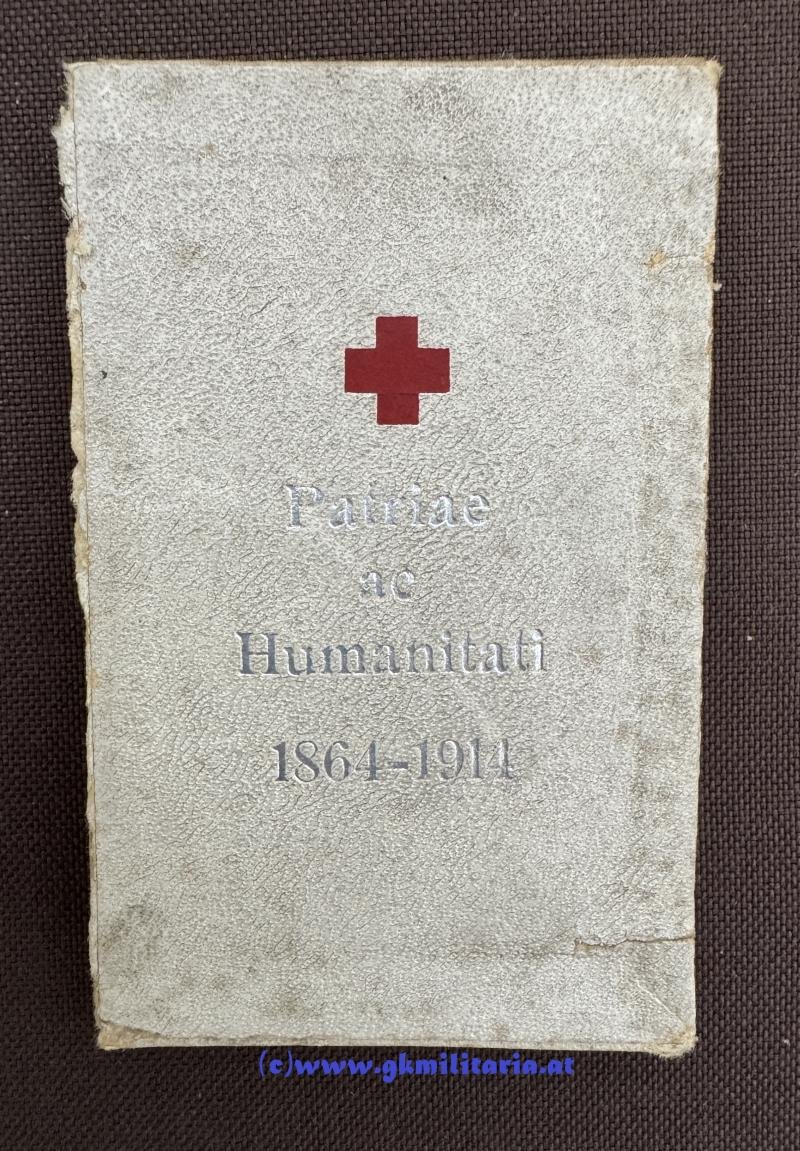 Patriae
ac
Humanitati
1864-1914
(c)www.gkmilitaria.at